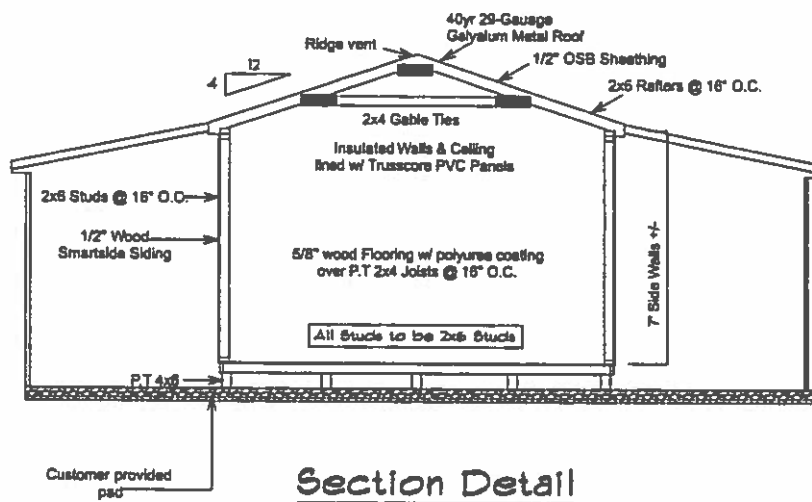 40yr 29-Gauage
Galvalum Metal Roof
Ridge vent
1/2" OSB Sheathing
12
4
2x6 Rafters @ 16" O.C.
2x4 Gable Ties
Insulated Walls & Ceiling
lined w/ Trusscore PVC Panels
2x6 Studs @ 16" O.C.
1/2" Wood
Smartside Siding
5/8" wood Flooring w/ polyurea coating
over P.T 2x4 Joists @ 16" O.C.
7' Side Walls +/-
All Studs to be 2x6 Studs
P.T 4x6
Customer provided
pad
Section Detail